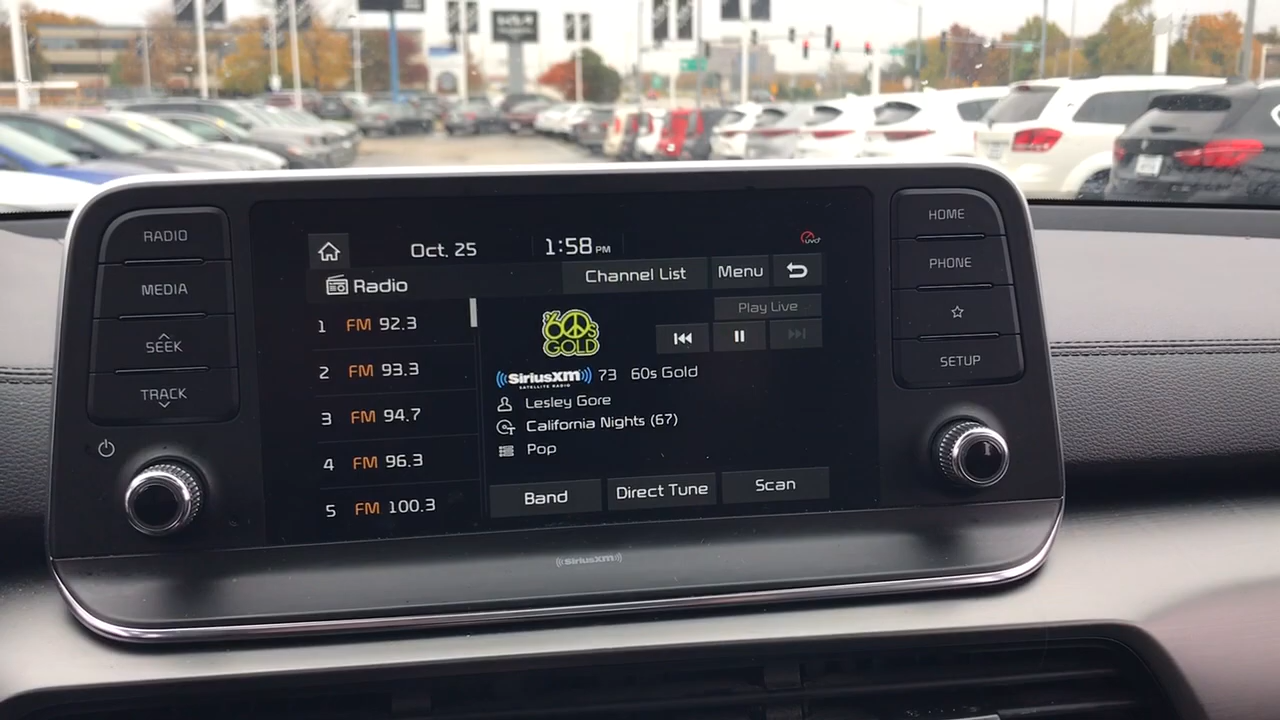 RADIO
MEDIA
SEEK
TRACK
Oct. 25
1:58 PM
UVO
Radio
Channel List
Menu
1 FM 92.3
2 FM 93.3
3 FM 94.7
4 FM 96.3
5 FM 100.3
Play Live
'60s
GOLD
SiriusXM 73 60s Gold
SATELLITE RADIO
Lesley Gore
California Nights (67)
Pop
Band
Direct Tune
Scan
HOME
PHONE
SETUP
SiriusXM